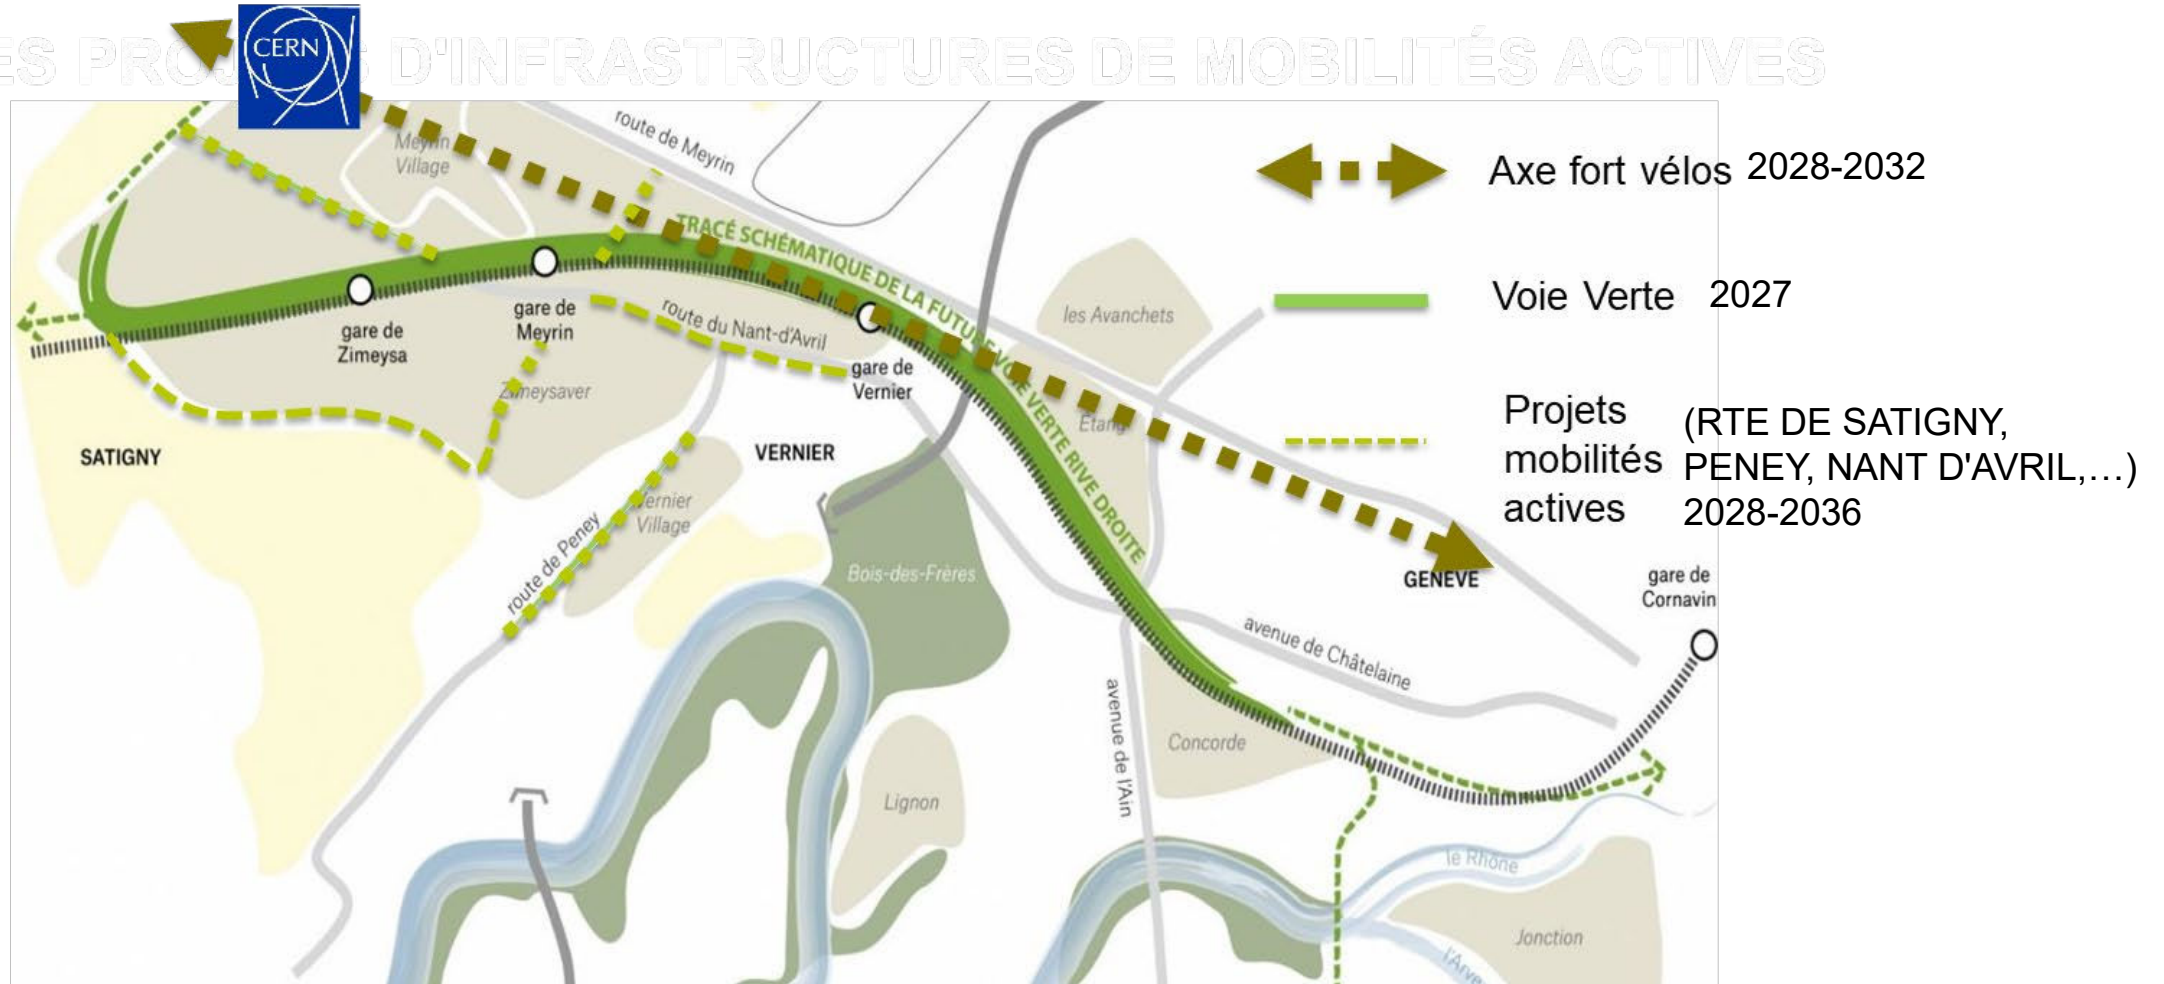 ES PROJETS D'INFRASTRUCTURES DE MOBILITÉS ACTIVES
CERN
Meyrin
Village
route de Meyrin
Axe fort vélos 2028-2032
TRACÉ SCHÉMATIQUE DE LA FUTURE VOIE VERTE RIVE DROITE
les Avanchets
Voie Verte 2027
gare de
Zimeysa
gare de
Meyrin
route du Nant-d'Avril
gare de
Vernier
Zimeysaver
Etang
Projets
mobilités
actives
(RTE DE SATIGNY,
PENEY, NANT D'AVRIL,…)
2028-2036
SATIGNY
VERNIER
Vernier
Village
route de Peney
Bois-des-Frères
GENÈVE
gare de
Cornavin
avenue de Châtelaine
avenue de l'Ain
Concorde
Lignon
le Rhône
Jonction
l'Arve